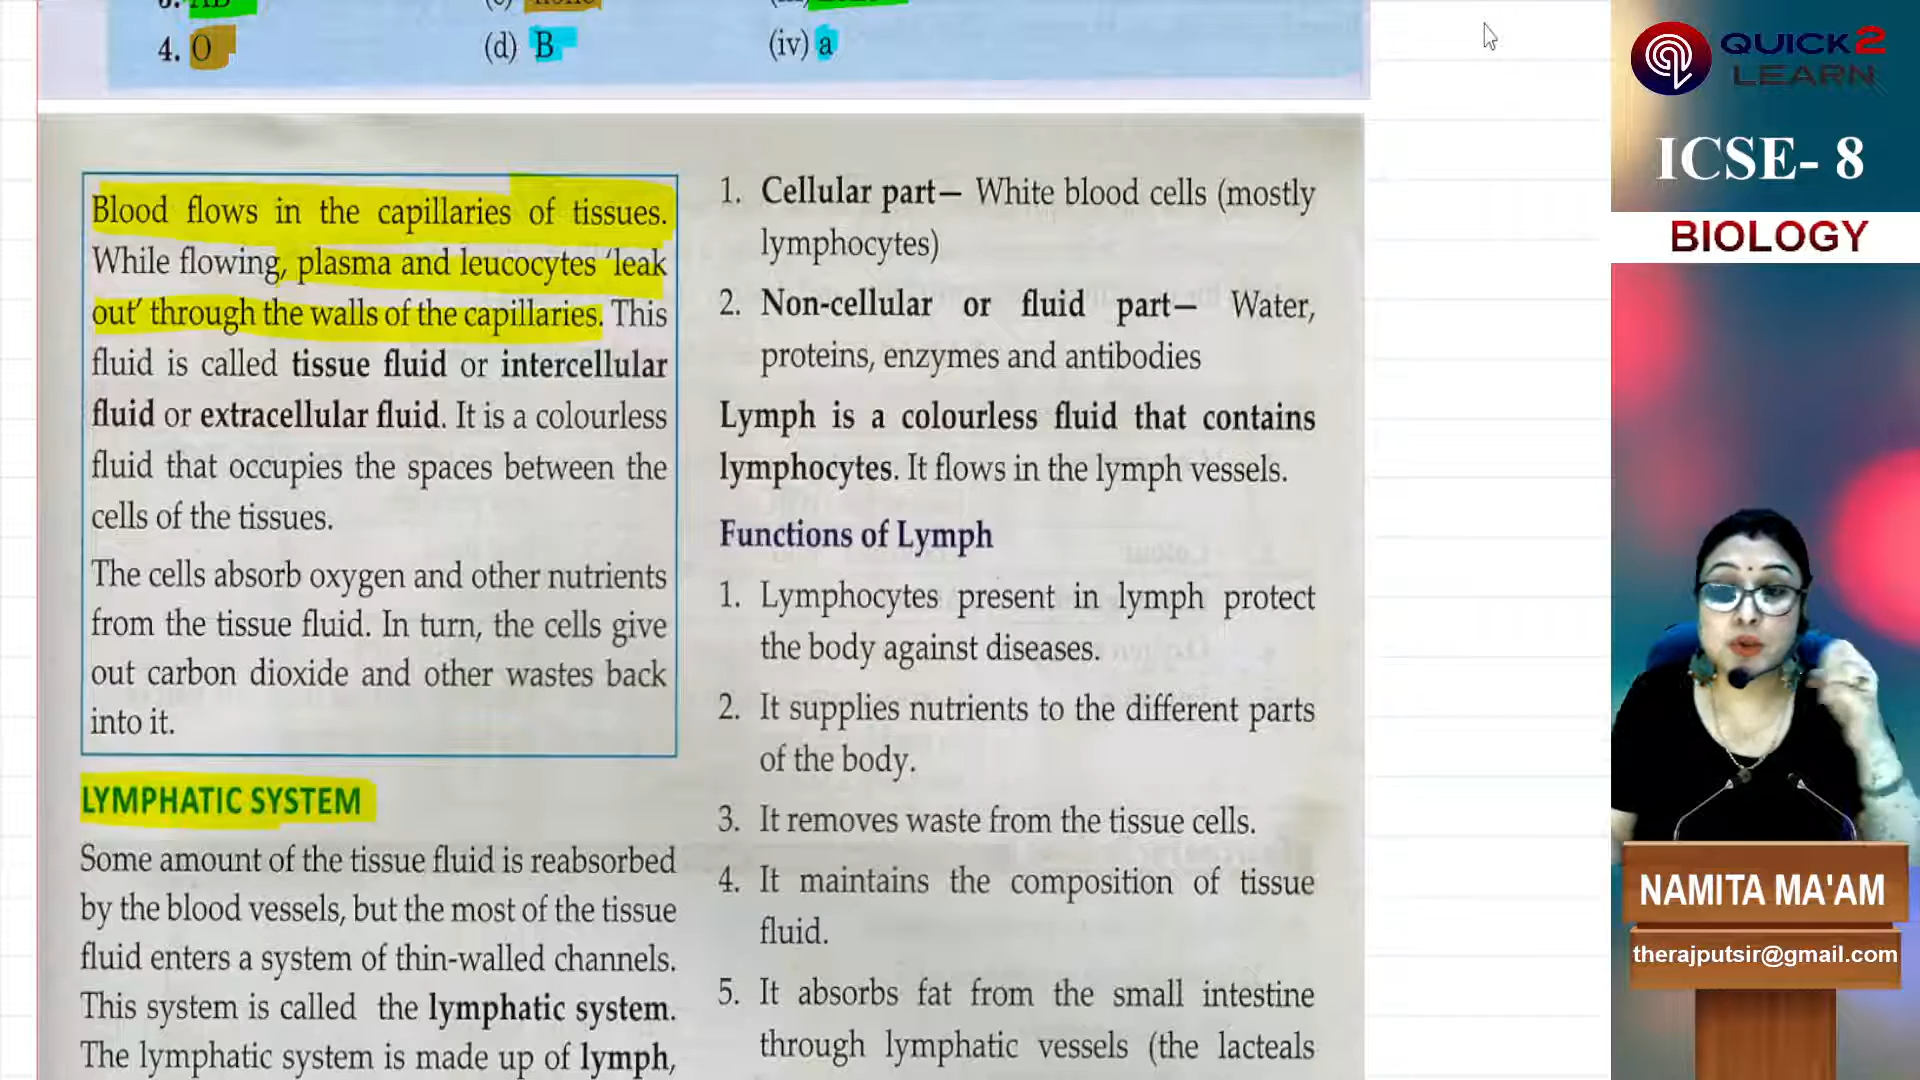 3. AB
(c) none
4. O
(d) B
(iv) a
Blood flows in the capillaries of tissues.
While flowing, plasma and leucocytes ‘leak
out’ through the walls of the capillaries. This
fluid is called tissue fluid or intercellular
fluid or extracellular fluid. It is a colourless
fluid that occupies the spaces between the
cells of the tissues.
The cells absorb oxygen and other nutrients
from the tissue fluid. In turn, the cells give
out carbon dioxide and other wastes back
into it.
LYMPHATIC SYSTEM
Some amount of the tissue fluid is reabsorbed
by the blood vessels, but the most of the tissue
fluid enters a system of thin-walled channels.
This system is called the lymphatic system.
The lymphatic system is made up of lymph,
1. Cellular part— White blood cells (mostly
lymphocytes)
2. Non-cellular or fluid part— Water,
proteins, enzymes and antibodies
Lymph is a colourless fluid that contains
lymphocytes. It flows in the lymph vessels.
Functions of Lymph
1. Lymphocytes present in lymph protect
the body against diseases.
2. It supplies nutrients to the different parts
of the body.
3. It removes waste from the tissue cells.
4. It maintains the composition of tissue
fluid.
5. It absorbs fat from the small intestine
through lymphatic vessels (the lacteals
QUICK2
LEARN
ICSE- 8
BIOLOGY
NAMITA MA'AM
therajputsir@gmail.com